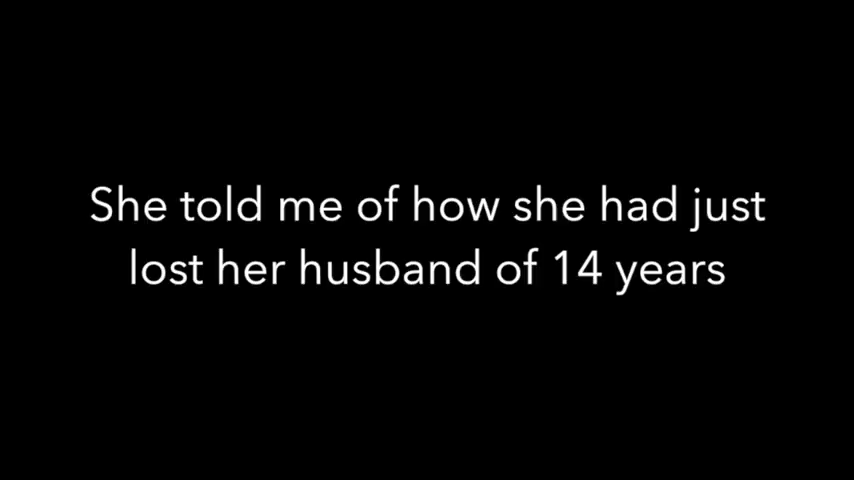 She told me of how she had just
lost her husband of 14 years